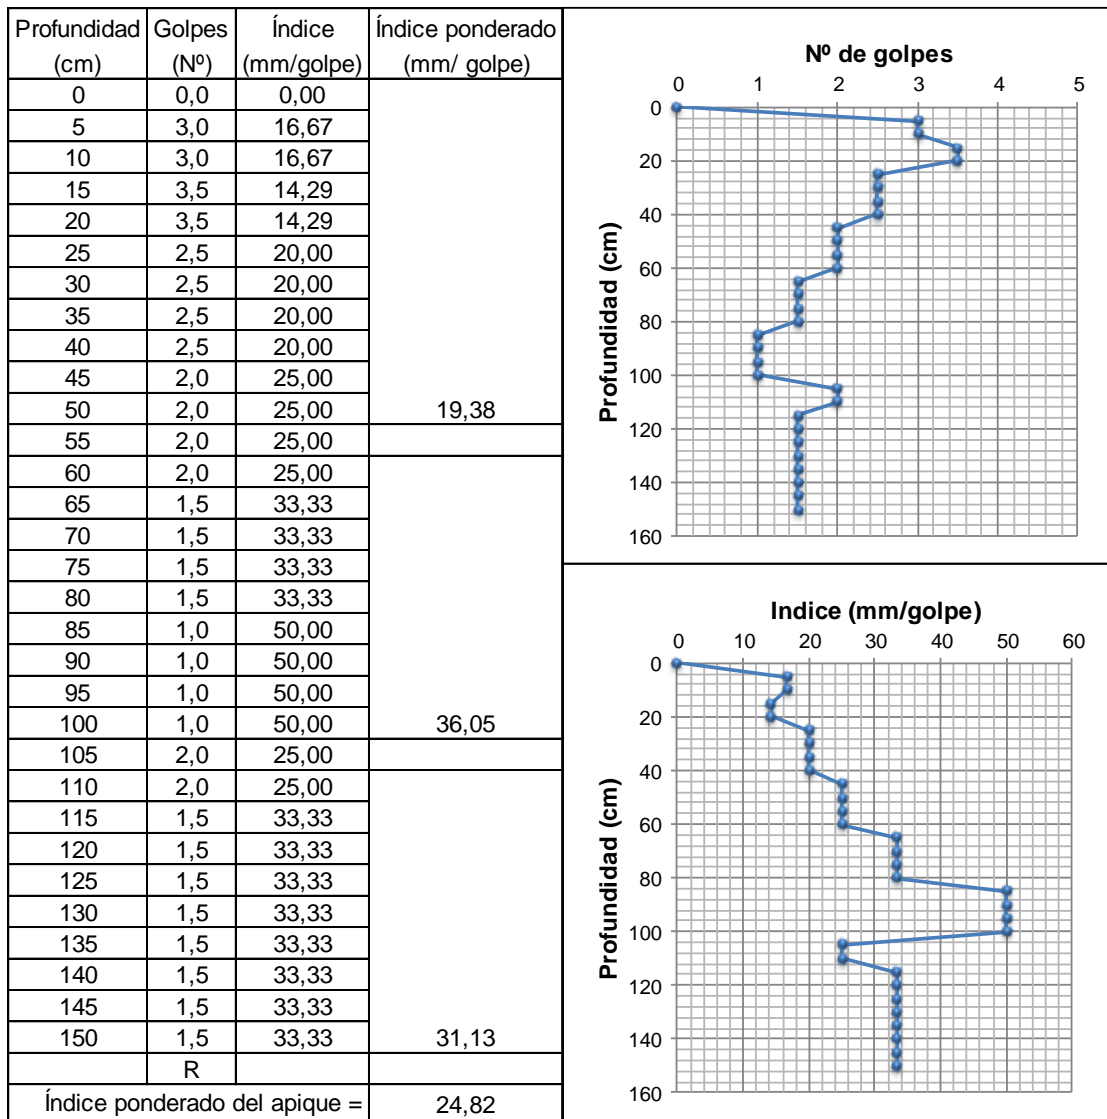 Profundidad Golpes Índice Índice ponderado
(cm) (Nº) (mm/golpe) (mm/ golpe)
0 0,0 0,00
5 3,0 16,67
10 3,0 16,67
15 3,5 14,29
20 3,5 14,29
25 2,5 20,00
30 2,5 20,00
35 2,5 20,00
40 2,5 20,00
45 2,0 25,00
50 2,0 25,00 19,38
55 2,0 25,00
60 2,0 25,00
65 1,5 33,33
70 1,5 33,33
75 1,5 33,33
80 1,5 33,33
85 1,0 50,00
90 1,0 50,00
95 1,0 50,00
100 1,0 50,00 36,05
105 2,0 25,00
110 2,0 25,00
115 1,5 33,33
120 1,5 33,33
125 1,5 33,33
130 1,5 33,33
135 1,5 33,33
140 1,5 33,33
145 1,5 33,33
150 1,5 33,33 31,13
R
Índice ponderado del apique = 24,82
Nº de golpes
0 1 2 3 4 5
0
20
40
60
80
100
120
140
160
Profundidad (cm)
Indice (mm/golpe)
0 10 20 30 40 50 60
0
20
40
60
80
100
120
140
160
Profundidad (cm)